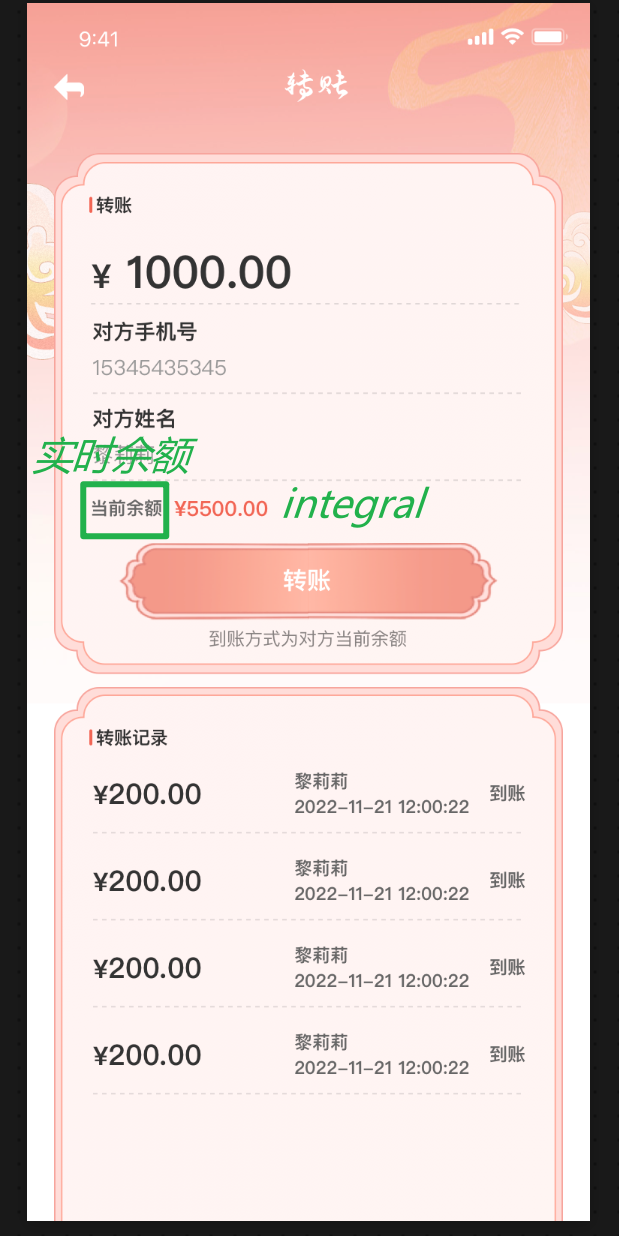 9:41
转账
转账
¥ 1000.00
对方手机号
15345435345
对方姓名
黎莉莉
实时余额
当前余额 ¥5500.00 integral
转账
到账方式为对方当前余额
转账记录
¥200.00 黎莉莉 到账
2022-11-21 12:00:22
¥200.00 黎莉莉 到账
2022-11-21 12:00:22
¥200.00 黎莉莉 到账
2022-11-21 12:00:22
¥200.00 黎莉莉 到账
2022-11-21 12:00:22